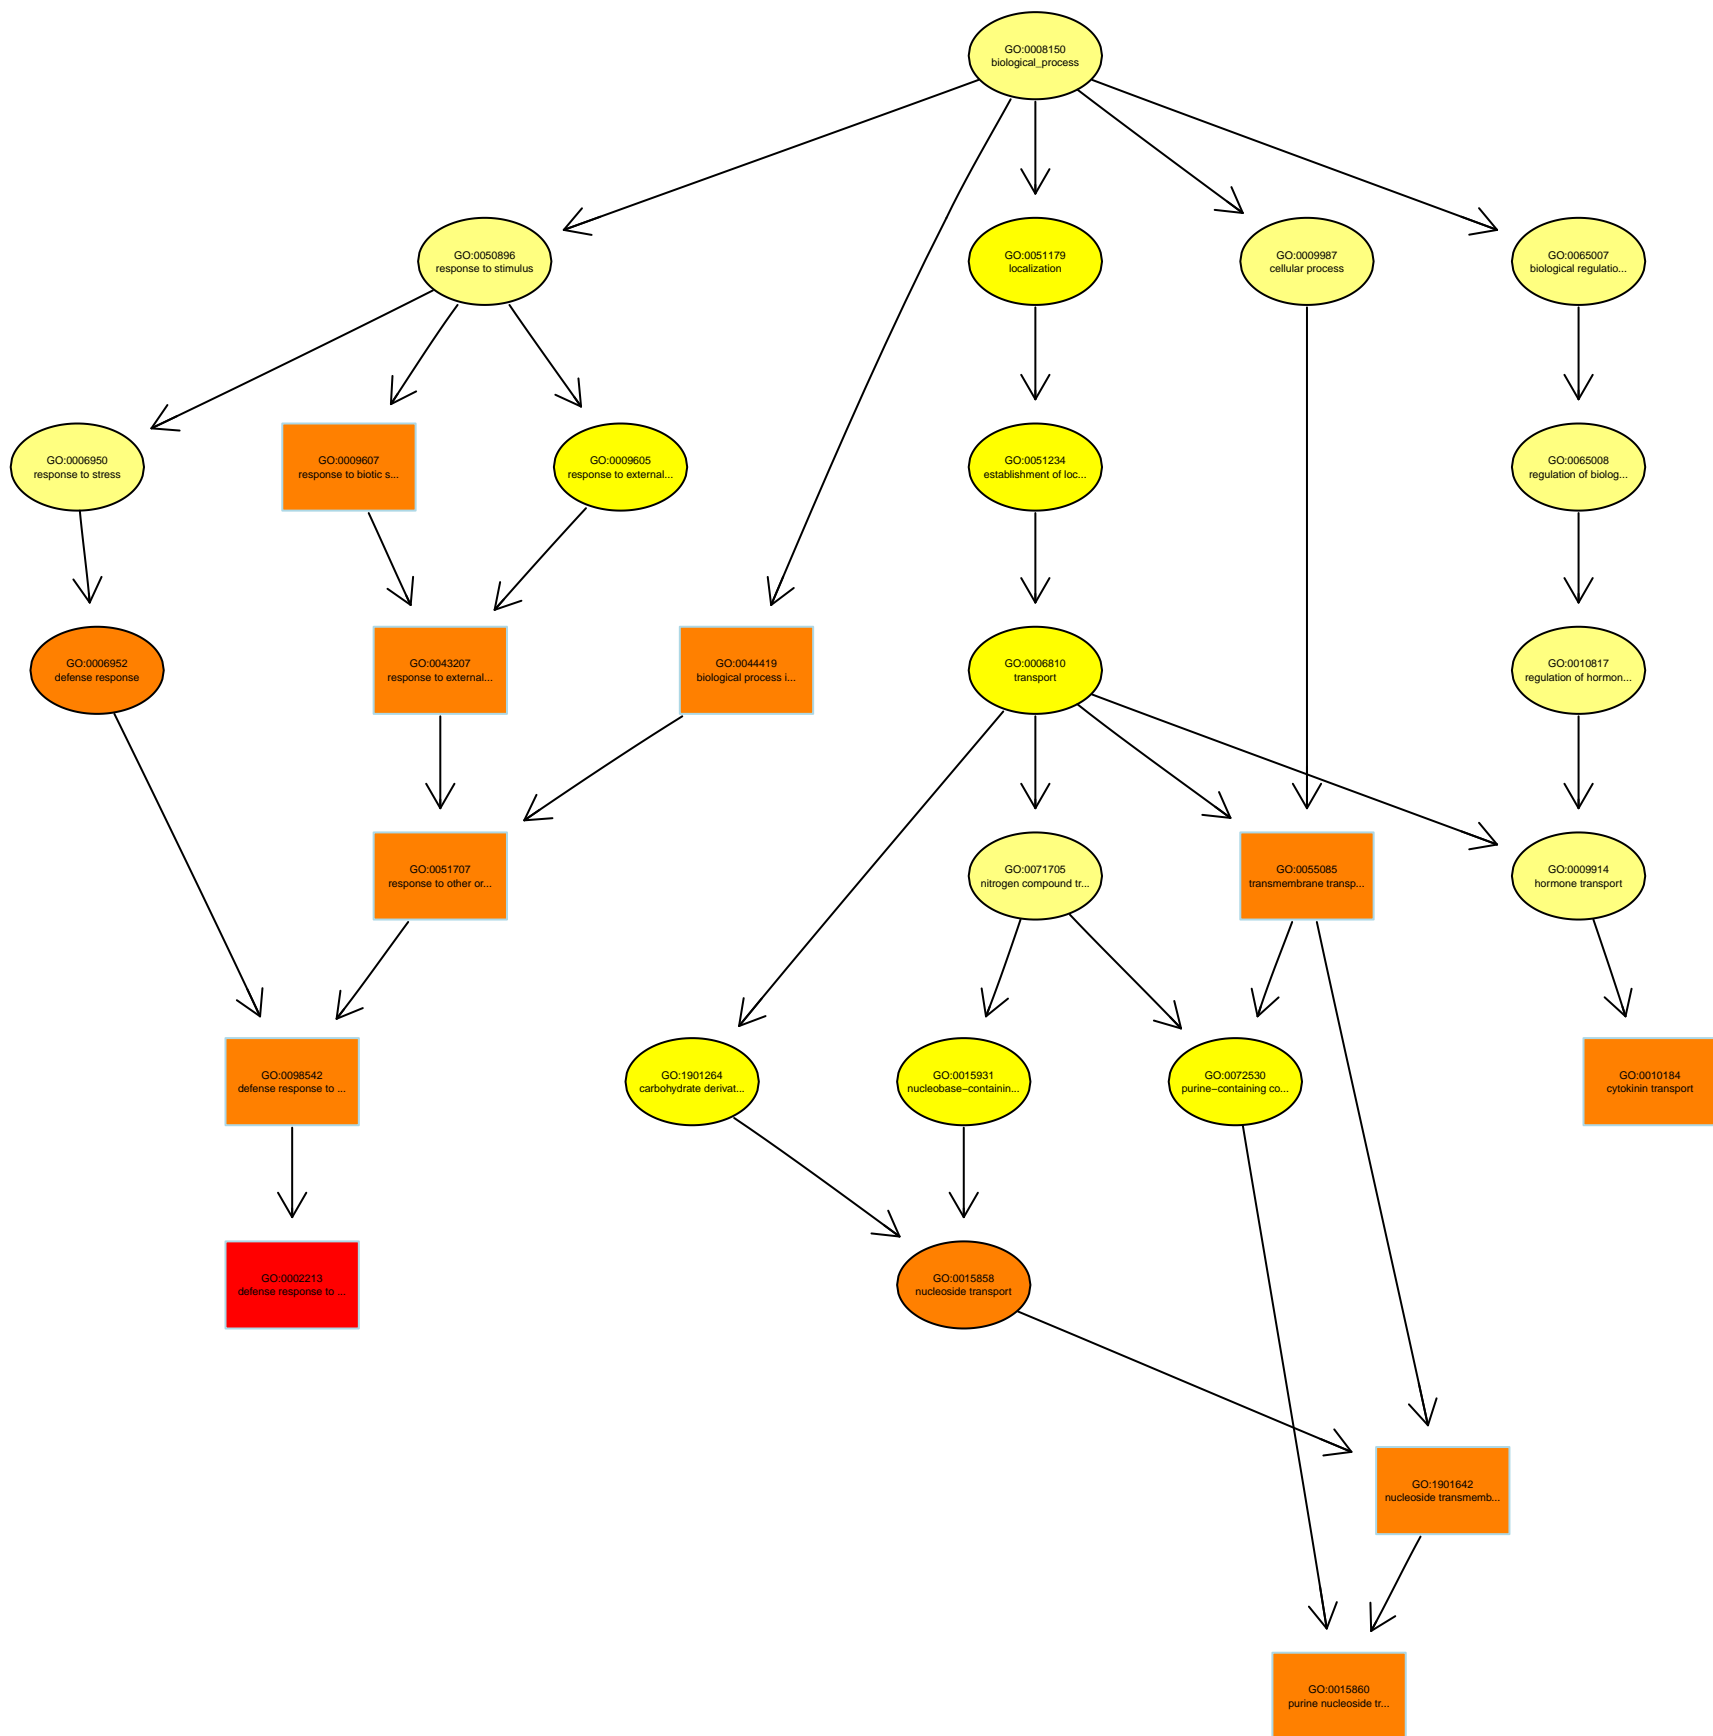 GO:0008150
biological_process
GO:0050896
response to stimulus
GO:0051179
localization
GO:0009987
cellular process
GO:0065007
biological regulatio...
GO:0006950
response to stress
GO:0009607
response to biotic s...
GO:0009605
response to external...
GO:0051234
establishment of loc...
GO:0065008
regulation of biolog...
GO:0006952
defense response
GO:0043207
response to external...
GO:0044419
biological process i...
GO:0006810
transport
GO:0010817
regulation of hormon...
GO:0051707
response to other or...
GO:0071705
nitrogen compound tr...
GO:0055085
transmembrane transp...
GO:0009914
hormone transport
GO:0098542
defense response to ...
GO:1901264
carbohydrate derivat...
GO:0015931
nucleobase−containin...
GO:0072530
purine−containing co...
GO:0010184
cytokinin transport
GO:0002213
defense response to ...
GO:0015858
nucleoside transport
GO:1901642
nucleoside transmemb...
GO:0015860
purine nucleoside tr...